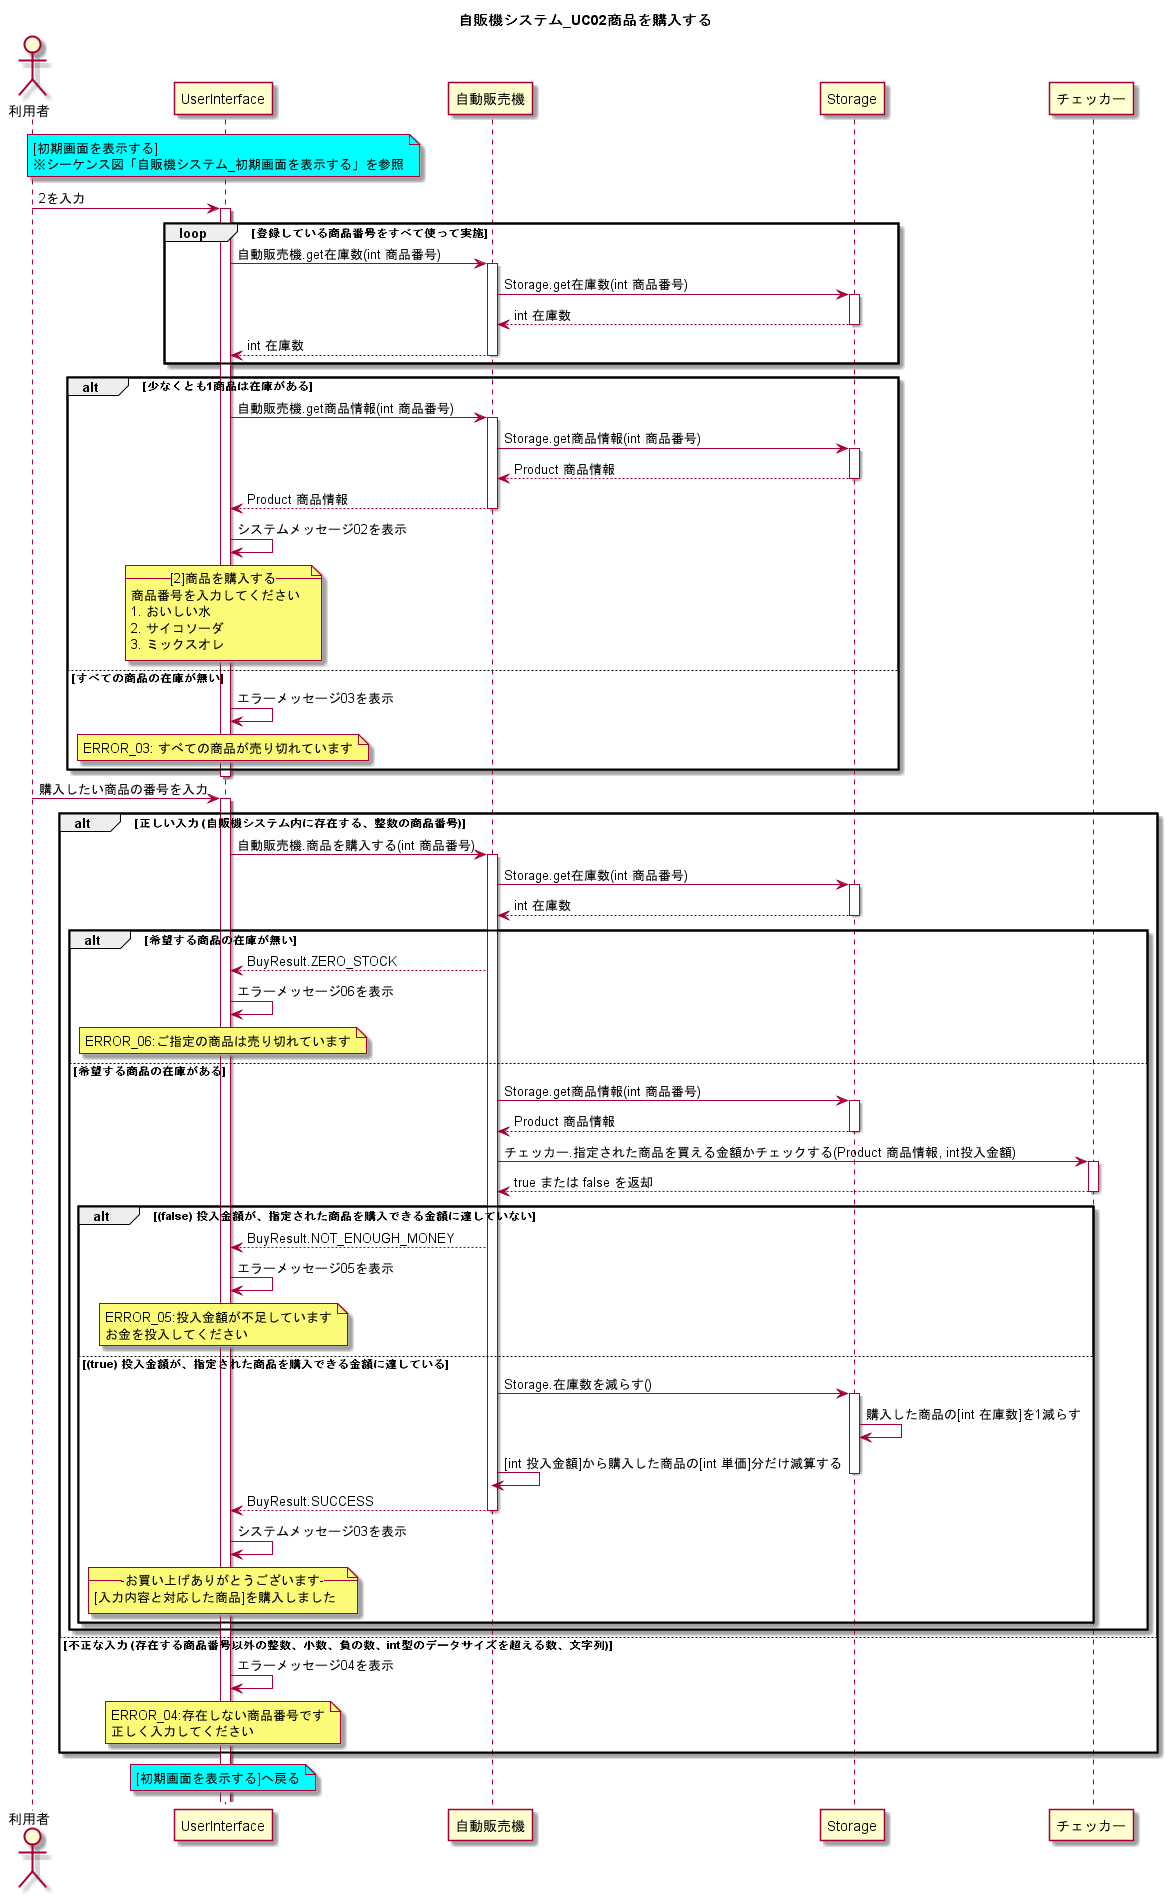 自販機システム_UC02商品を購入する
利用者
UserInterface
自動販売機
Storage
チェッカー
[初期画面を表示する]
※シーケンス図「自販機システム_初期画面を表示する」を参照
2を入力
loop [登録している商品番号をすべて使って実施]
自動販売機.get在庫数(int 商品番号)
Storage.get在庫数(int 商品番号)
int 在庫数
int 在庫数
alt [少なくとも1商品は在庫がある]
自動販売機.get商品情報(int 商品番号)
Storage.get商品情報(int 商品番号)
Product 商品情報
Product 商品情報
システムメッセージ02を表示
[2]商品を購入する
商品番号を入力してください
1. おいしい水
2. サイコソーダ
3. ミックスオレ
[すべての商品の在庫が無い]
エラーメッセージ03を表示
ERROR_03: すべての商品が売り切れています
購入したい商品の番号を入力
alt [正しい入力 (自販機システム内に存在する、整数の商品番号)]
自動販売機.商品を購入する(int 商品番号)
Storage.get在庫数(int 商品番号)
int 在庫数
alt [希望する商品の在庫が無い]
BuyResult.ZERO_STOCK
エラーメッセージ06を表示
ERROR_06:ご指定の商品は売り切れています
[希望する商品の在庫がある]
Storage.get商品情報(int 商品番号)
Product 商品情報
チェッカー.指定された商品を買える金額かチェックする(Product 商品情報, int投入金額)
true または false を返却
alt [(false) 投入金額が、指定された商品を購入できる金額に達していない]
BuyResult.NOT_ENOUGH_MONEY
エラーメッセージ05を表示
ERROR_05:投入金額が不足しています
お金を投入してください
[(true) 投入金額が、指定された商品を購入できる金額に達している]
Storage.在庫数を減らす()
購入した商品の[int 在庫数]を1減らす
[int 投入金額]から購入した商品の[int 単価]分だけ減算する
BuyResult.SUCCESS
システムメッセージ03を表示
-お買い上げありがとうございます-
[入力内容と対応した商品]を購入しました
[不正な入力 (存在する商品番号以外の整数、小数、負の数、int型のデータサイズを超える数、文字列)]
エラーメッセージ04を表示
ERROR_04:存在しない商品番号です
正しく入力してください
[初期画面を表示する]へ戻る
利用者
UserInterface
自動販売機
Storage
チェッカー